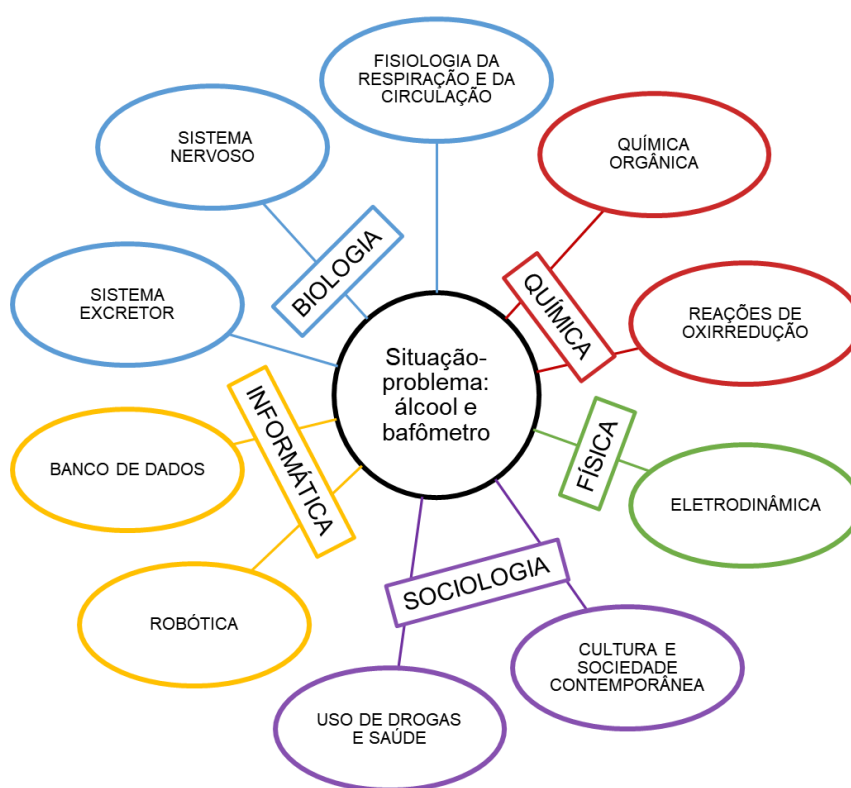 FISIOLOGIA DA
RESPIRAÇÃO E DA
CIRCULAÇÃO
SISTEMA
NERVOSO
QUÍMICA
ORGÂNICA
BIOLOGIA
QUÍMICA
SISTEMA
EXCRETOR
REAÇÕES DE
OXIRREDUÇÃO
Situação-
problema:
álcool e
bafômetro
INFORMÁTICA
FÍSICA
BANCO DE DADOS
ELETRODINÂMICA
SOCIOLOGIA
ROBÓTICA
CULTURA E
SOCIEDADE
CONTEMPORÂNEA
USO DE DROGAS
E SAÚDE